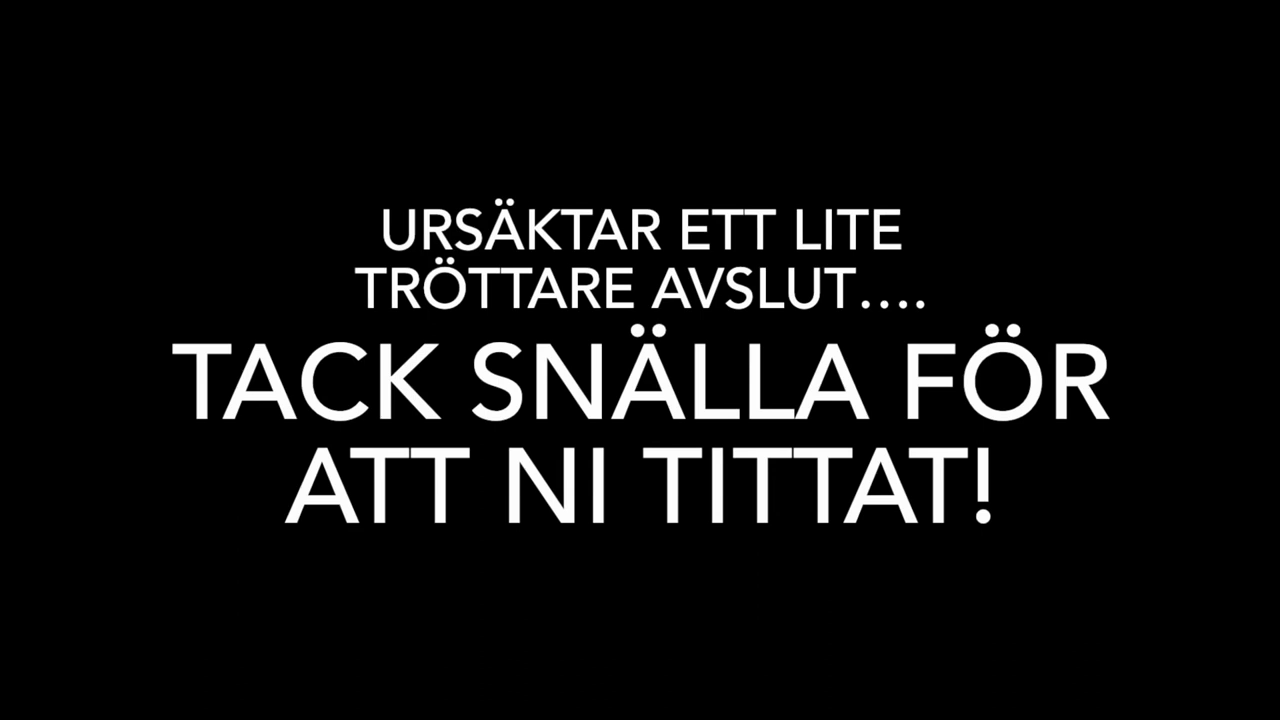 URSÄKTAR ETT LITE
TRÖTTARE AVSLUT....
TACK SNÄLLA FÖR
ATT NI TITTAT!